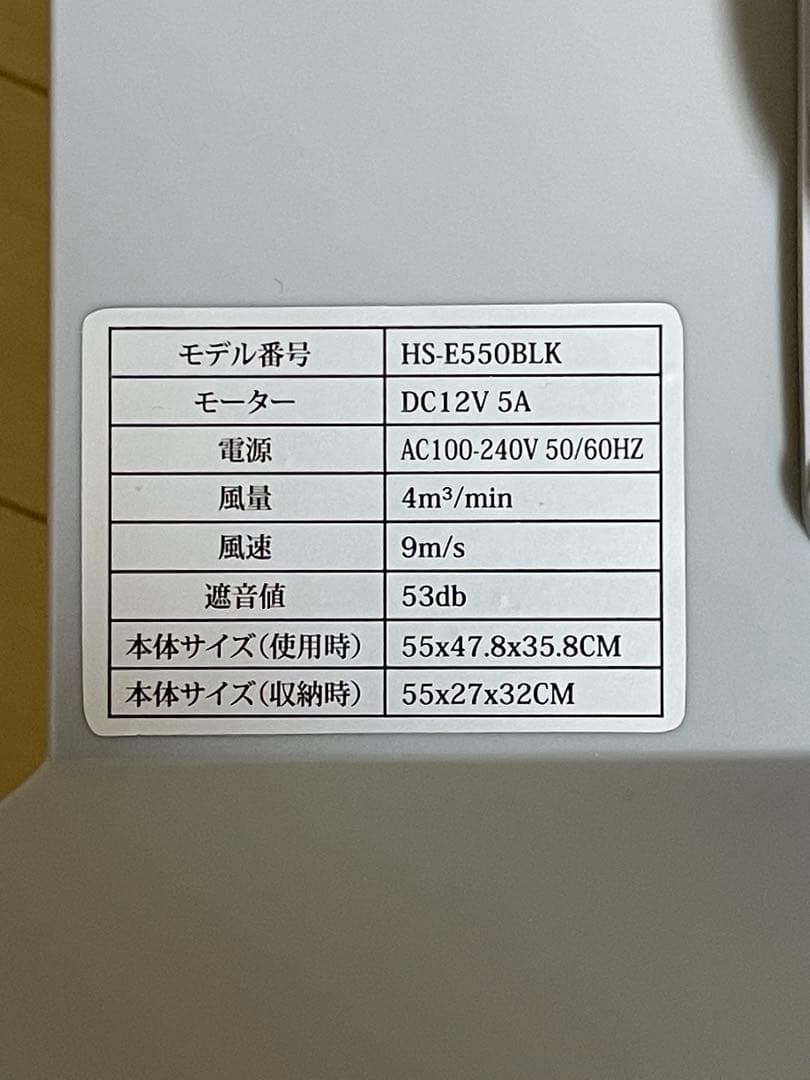 モデル番号 HS-E550BLK
モーター DC12V 5A
電源 AC100-240V 50/60HZ
風量 4m³/min
風速 9m/s
遮音値 53db
本体サイズ(使用時) 55x47.8x35.8CM
本体サイズ(収納時) 55x27x32CM